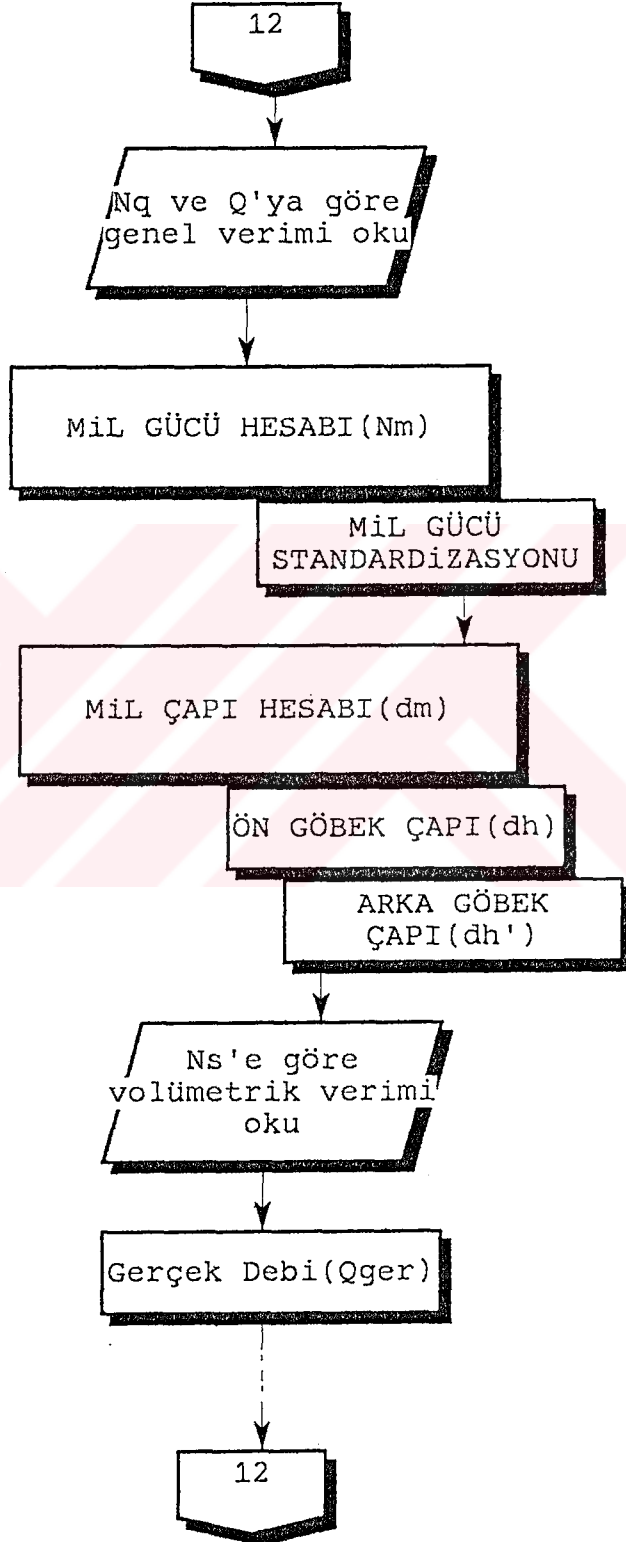 12
Nq ve Q'ya göre
genel verimi oku
MiL GÜCÜ HESABI(Nm)
MiL GÜCÜ
STANDARDiZASYONU
MiL ÇAPI HESABI(dm)
ÖN GÖBEK ÇAPI(dh)
ARKA GÖBEK
ÇAPI(dh')
Ns'e göre
volümetrik verimi
oku
Gerçek Debi(Qger)
12